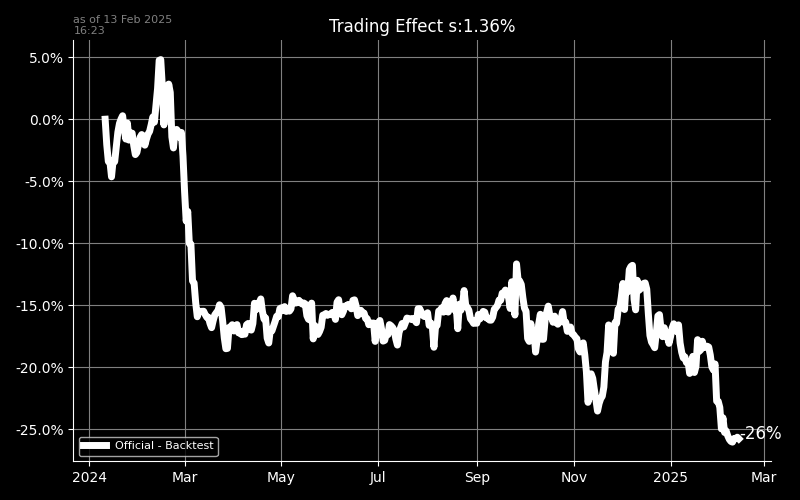 as of 13 Feb 2025
16:23
Trading Effect s:1.36%
5.0%
0.0%
-5.0%
-10.0%
-15.0%
-20.0%
-25.0%
-26%
Official - Backtest
2024
Mar
May
Jul
Sep
Nov
2025
Mar